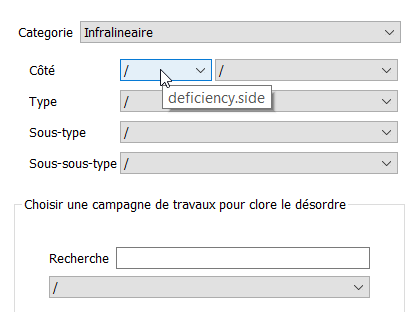 Categorie Infralineaire
Côté / /
deficiency.side
Type /
Sous-type /
Sous-sous-type /
Choisir une campagne de travaux pour clore le désordre
Recherche
/